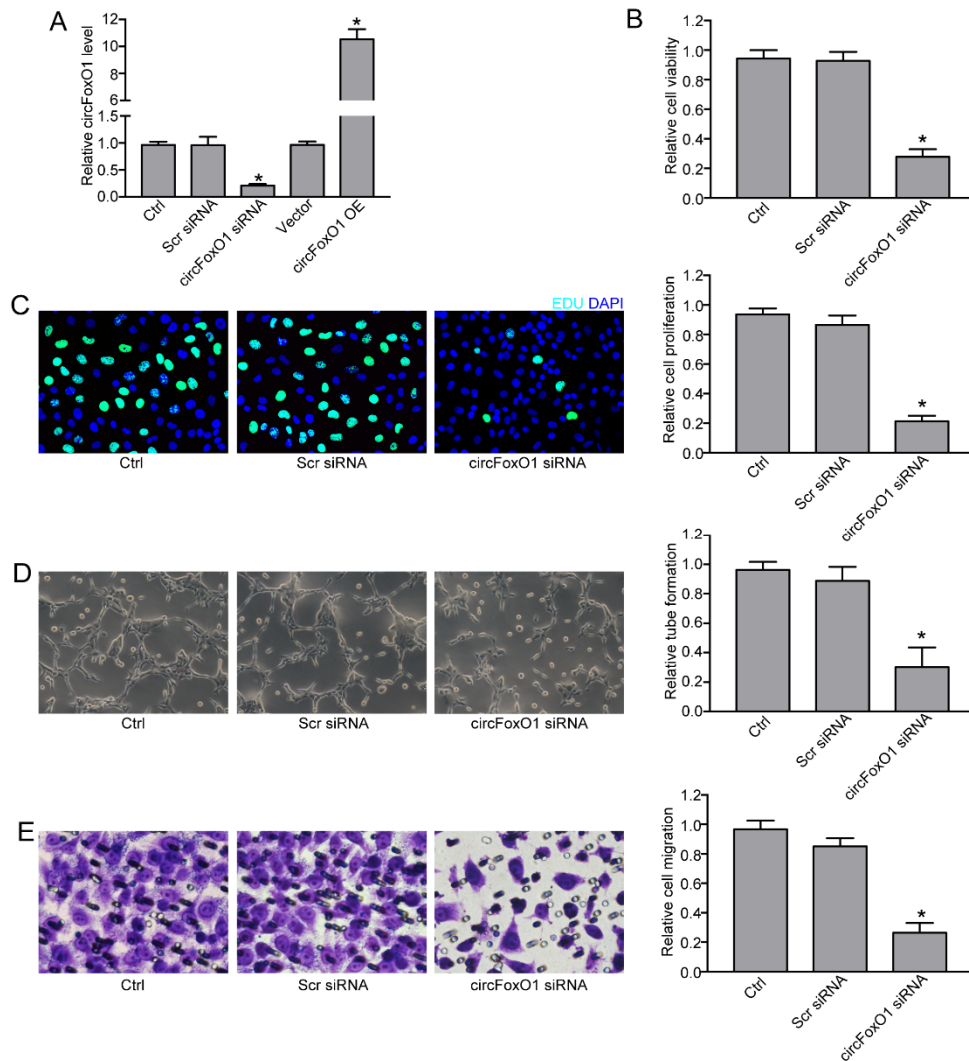 A
Relative circFoxO1 level
12
10
8
6
1.0
0.5
0.0
*
*
Ctrl
Scr siRNA
circFoxO1 siRNA
Vector
circFoxO1 OE
B
Relative cell viability
1.2
1.0
0.8
0.6
0.4
0.2
0.0
*
Ctrl
Scr siRNA
circFoxO1 siRNA
C
EDU DAPI
Ctrl
Scr siRNA
circFoxO1 siRNA
Relative cell proliferation
1.2
1.0
0.8
0.6
0.4
0.2
0.0
*
Ctrl
Scr siRNA
circFoxO1 siRNA
D
Ctrl
Scr siRNA
circFoxO1 siRNA
Relative tube formation
1.2
1.0
0.8
0.6
0.4
0.2
0.0
*
Ctrl
Scr siRNA
circFoxO1 siRNA
E
Ctrl
Scr siRNA
circFoxO1 siRNA
Relative cell migration
1.2
1.0
0.8
0.6
0.4
0.2
0.0
*
Ctrl
Scr siRNA
circFoxO1 siRNA